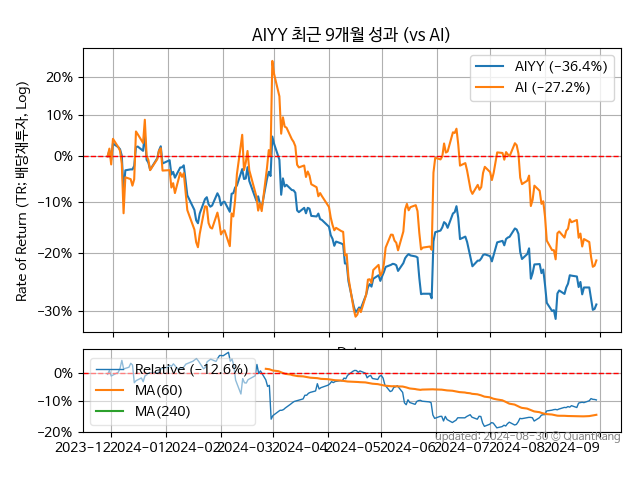 AIYY 최근 9개월 성과 (vs AI)
Rate of Return (TR: 배당재투자, Log)
20%
10%
0%
−10%
−20%
−30%
AIYY (−36.4%)
AI (−27.2%)
0%
−10%
−20%
Relative (−12.6%)
MA(60)
MA(240)
updated: 2024-08-30 © QuantKang
2023−12 2024−01 2024−02 2024−03 2024−04 2024−05 2024−06 2024−07 2024−08 2024−09